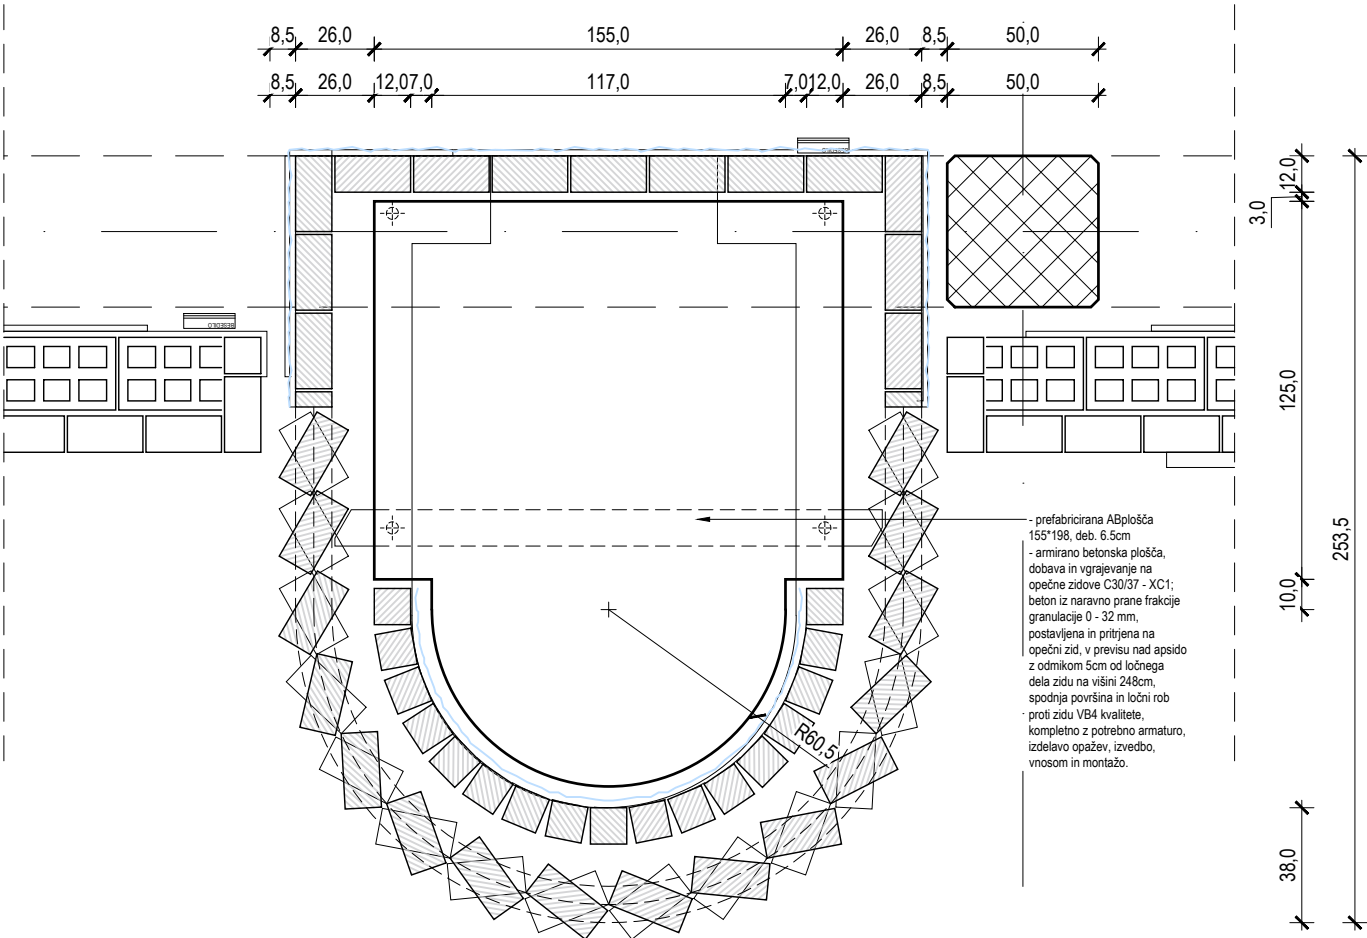 8,5 26,0 155,0 26,0 8,5 50,0
8,5 26,0 12,0 7,0 117,0 7,0 12,0 26,0 8,5 50,0
BESEDILO
12,0
3,0
BESEDILO
125,0
253,5
- prefabricirana ABplošča
155*198, deb. 6.5cm
- armirano betonska plošča,
dobava in vgrajevanje na
opečne zidove C30/37 - XC1;
beton iz naravno prane frakcije
granulacije 0 - 32 mm,
postavljena in pritrjena na
opečni zid, v previsu nad apsido
z odmikom 5cm od ločnega
dela zidu na višini 248cm,
spodnja površina in ločni rob
proti zidu VB4 kvalitete,
kompletno z potrebno armaturo,
izdelavo opažev, izvedbo,
vnosom in montažo.
10,0
R60,5
38,0